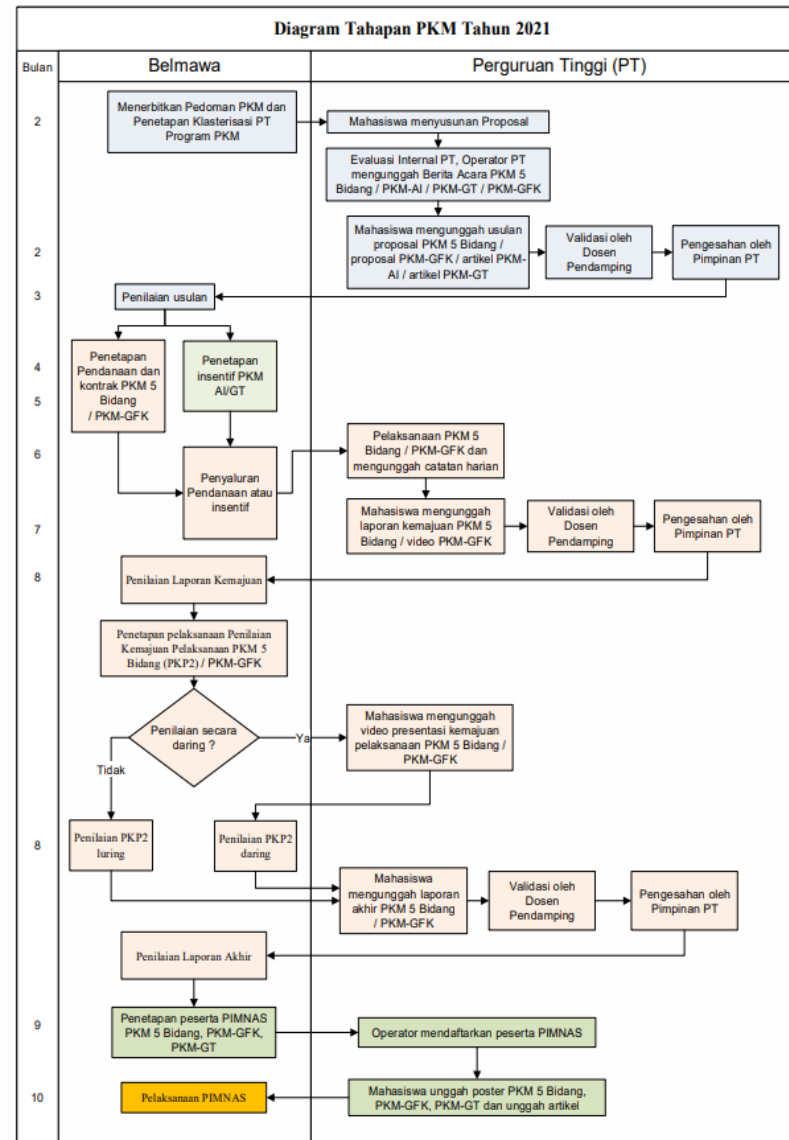 Diagram Tahapan PKM Tahun 2021
Bulan
Belmawa
Perguruan Tinggi (PT)
2
Menerbitkan Pedoman PKM dan
Penetapan Klasterisasi PT
Program PKM
Mahasiswa menyusunan Proposal
Evaluasi Internal PT, Operator PT
mengunggah Berita Acara PKM 5
Bidang / PKM-AI / PKM-GT / PKM-GFK
2
Mahasiswa mengunggah usulan
proposal PKM 5 Bidang /
proposal PKM-GFK / artikel PKM-
AI / artikel PKM-GT
Validasi oleh
Dosen
Pendamping
Pengesahan oleh
Pimpinan PT
3
Penilaian usulan
4
5
Penetapan
Pendanaan dan
kontrak PKM 5
Bidang
/ PKM-GFK
Penetapan
insentif PKM
AI/GT
6
Penyaluran
Pendanaan atau
insentif
Pelaksanaan PKM 5
Bidang / PKM-GFK dan
mengunggah catatan harian
7
Mahasiswa mengunggah
laporan kemajuan PKM 5
Bidang / video PKM-GFK
Validasi oleh
Dosen
Pendamping
Pengesahan oleh
Pimpinan PT
8
Penilaian Laporan Kemajuan
Penetapan pelaksanaan Penilaian
Kemajuan Pelaksanaan PKM 5
Bidang (PKP2) / PKM-GFK
Penilaian secara
daring ?
Ya
Tidak
Mahasiswa mengunggah
video presentasi kemajuan
pelaksanaan PKM 5 Bidang /
PKM-GFK
8
Penilaian PKP2
luring
Penilaian PKP2
daring
Mahasiswa
mengunggah laporan
akhir PKM 5 Bidang
/ PKM-GFK
Validasi oleh
Dosen
Pendamping
Pengesahan oleh
Pimpinan PT
Penilaian Laporan Akhir
9
Penetapan peserta PIMNAS
PKM 5 Bidang, PKM-GFK,
PKM-GT
Operator mendaftarkan peserta PIMNAS
10
Pelaksanaan PIMNAS
Mahasiswa unggah poster PKM 5 Bidang,
PKM-GFK, PKM-GT dan unggah artikel